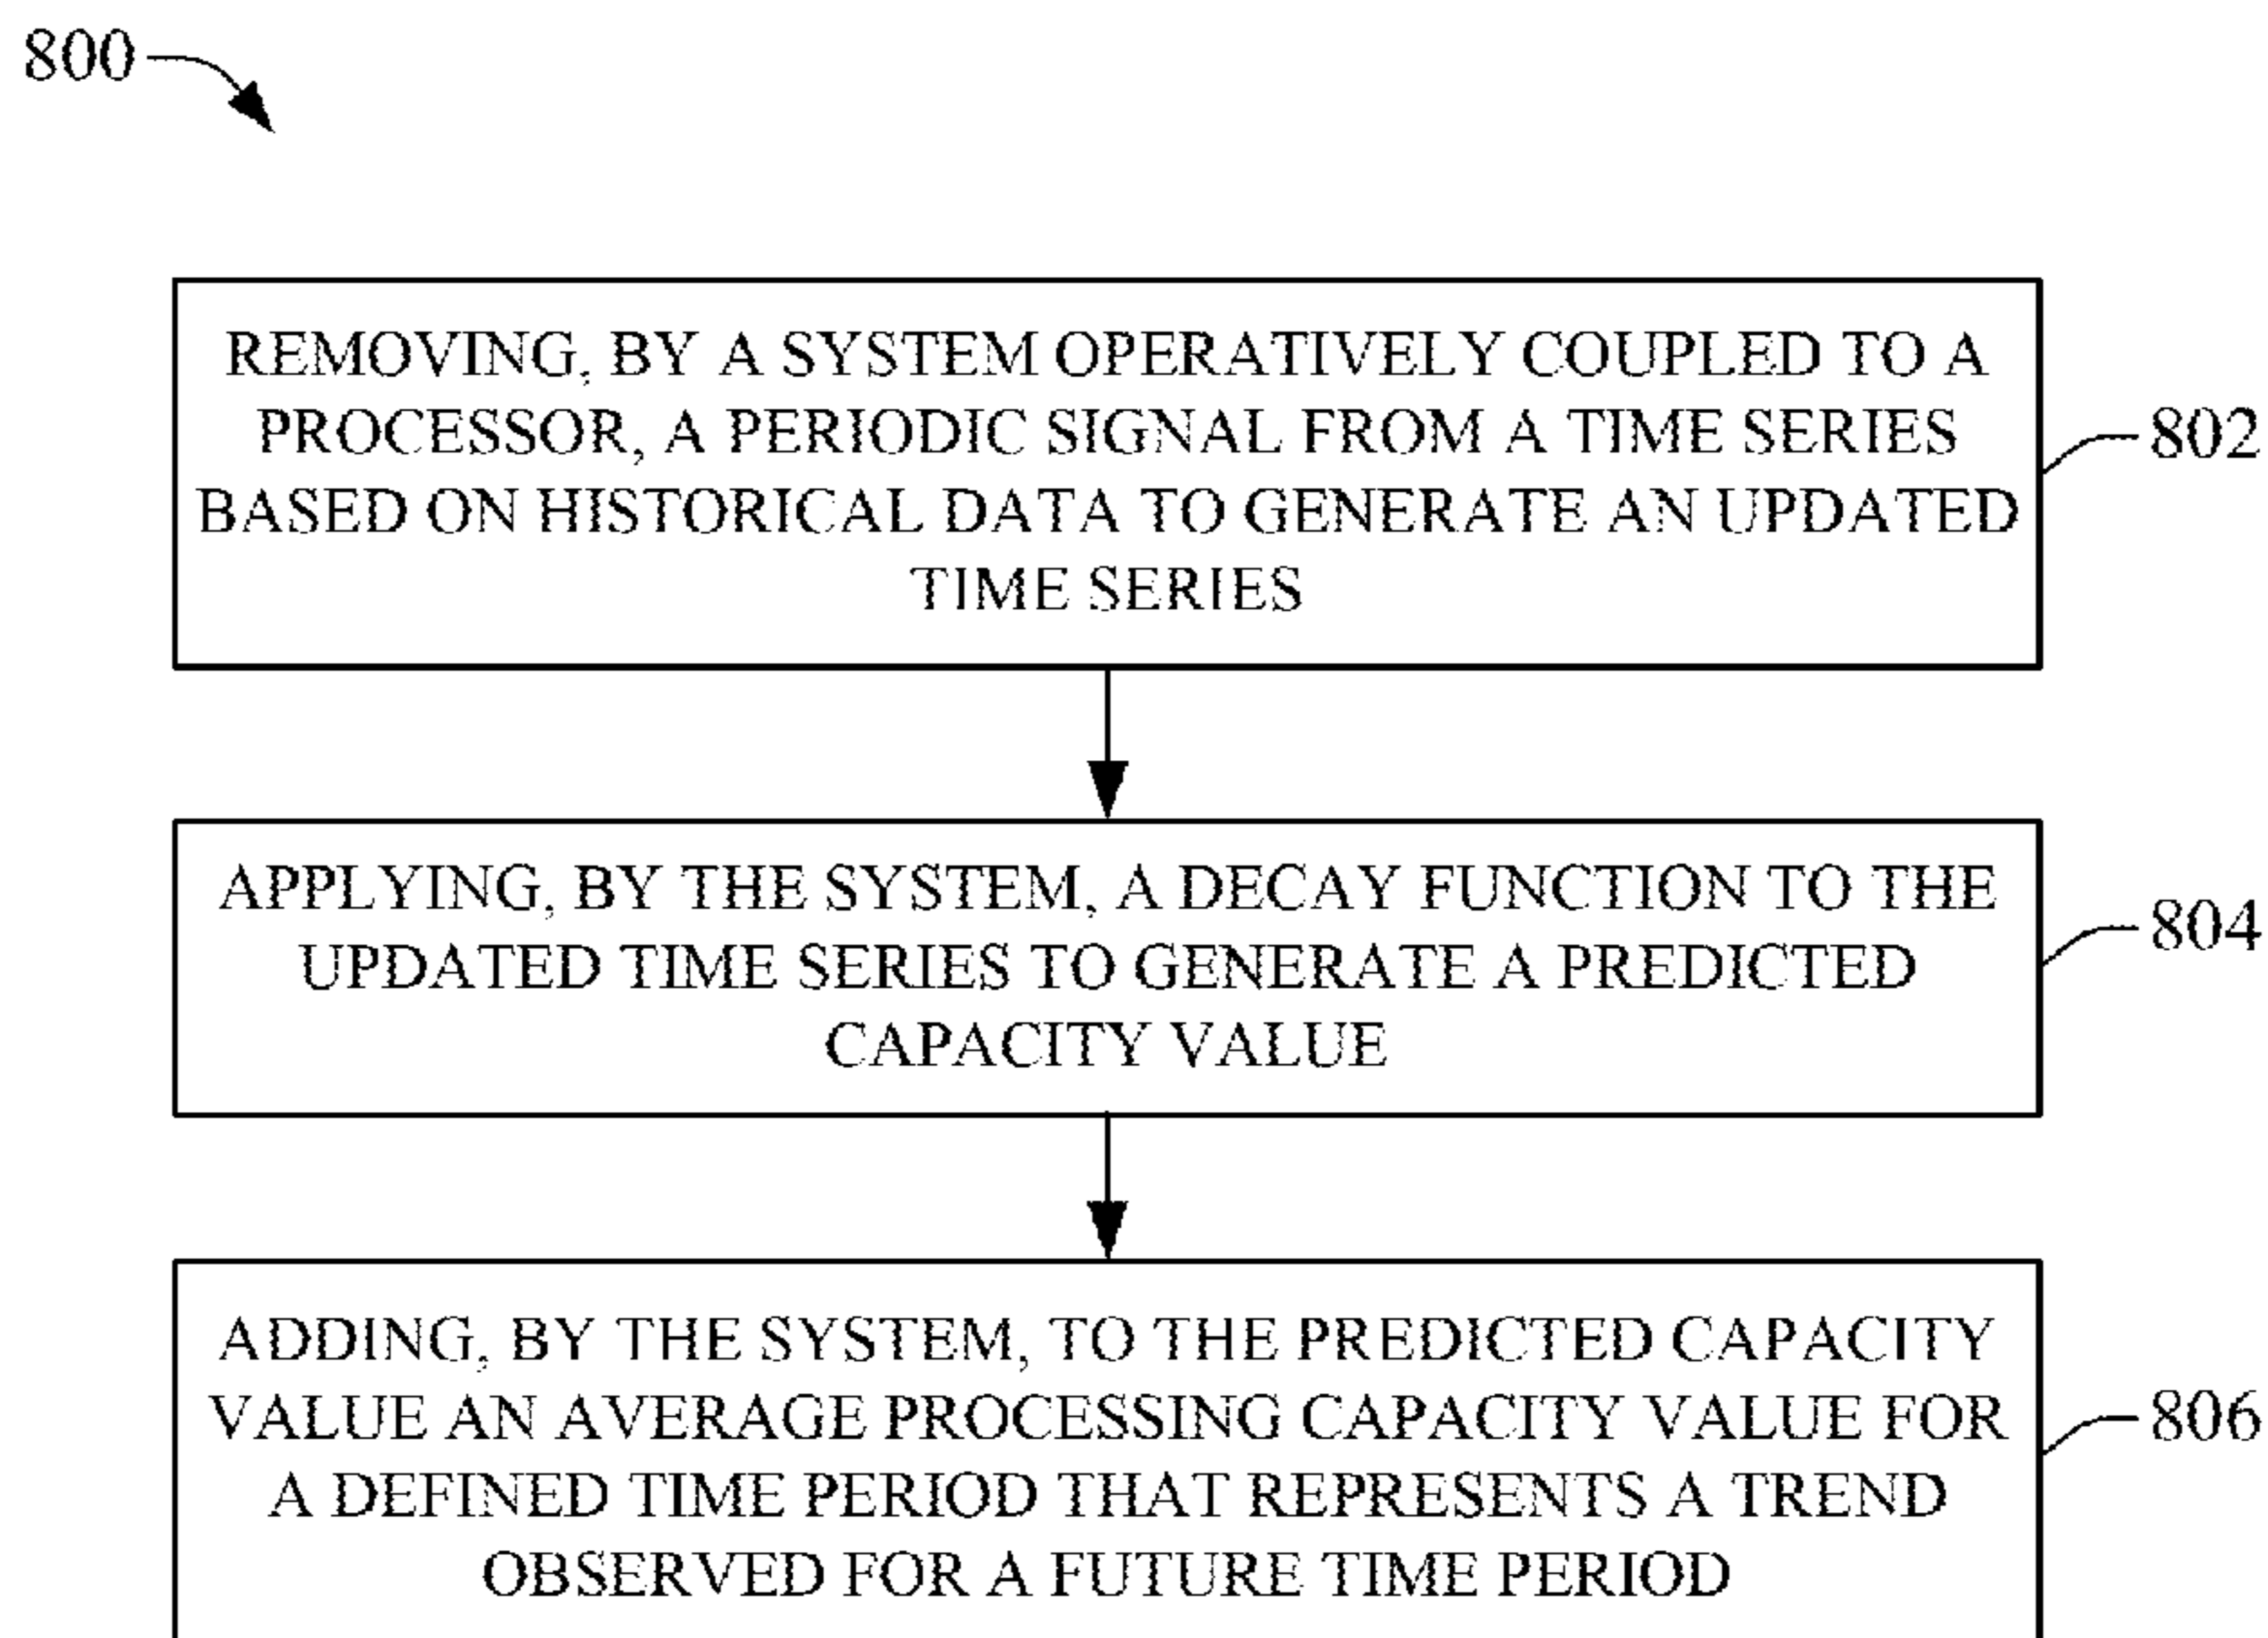 800
REMOVING, BY A SYSTEM OPERATIVELY COUPLED TO A
PROCESSOR, A PERIODIC SIGNAL FROM A TIME SERIES
BASED ON HISTORICAL DATA TO GENERATE AN UPDATED
TIME SERIES
802
APPLYING, BY THE SYSTEM, A DECAY FUNCTION TO THE
UPDATED TIME SERIES TO GENERATE A PREDICTED
CAPACITY VALUE
804
ADDING, BY THE SYSTEM, TO THE PREDICTED CAPACITY
VALUE AN AVERAGE PROCESSING CAPACITY VALUE FOR
A DEFINED TIME PERIOD THAT REPRESENTS A TREND
OBSERVED FOR A FUTURE TIME PERIOD
806